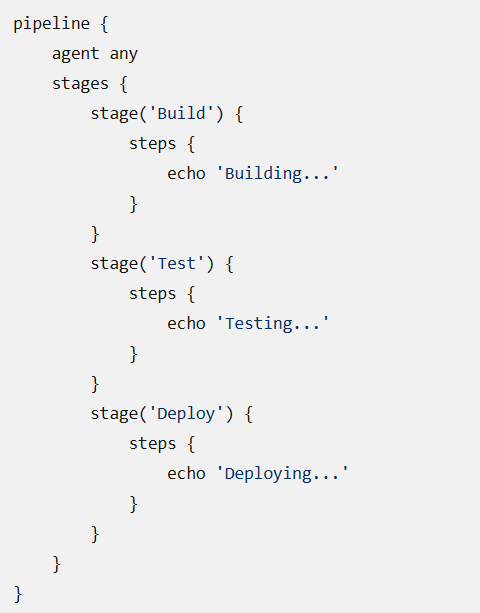 pipeline {
    agent any
    stages {
        stage('Build') {
            steps {
                echo 'Building...'
            }
        }
        stage('Test') {
            steps {
                echo 'Testing...'
            }
        }
        stage('Deploy') {
            steps {
                echo 'Deploying...'
            }
        }
    }
}